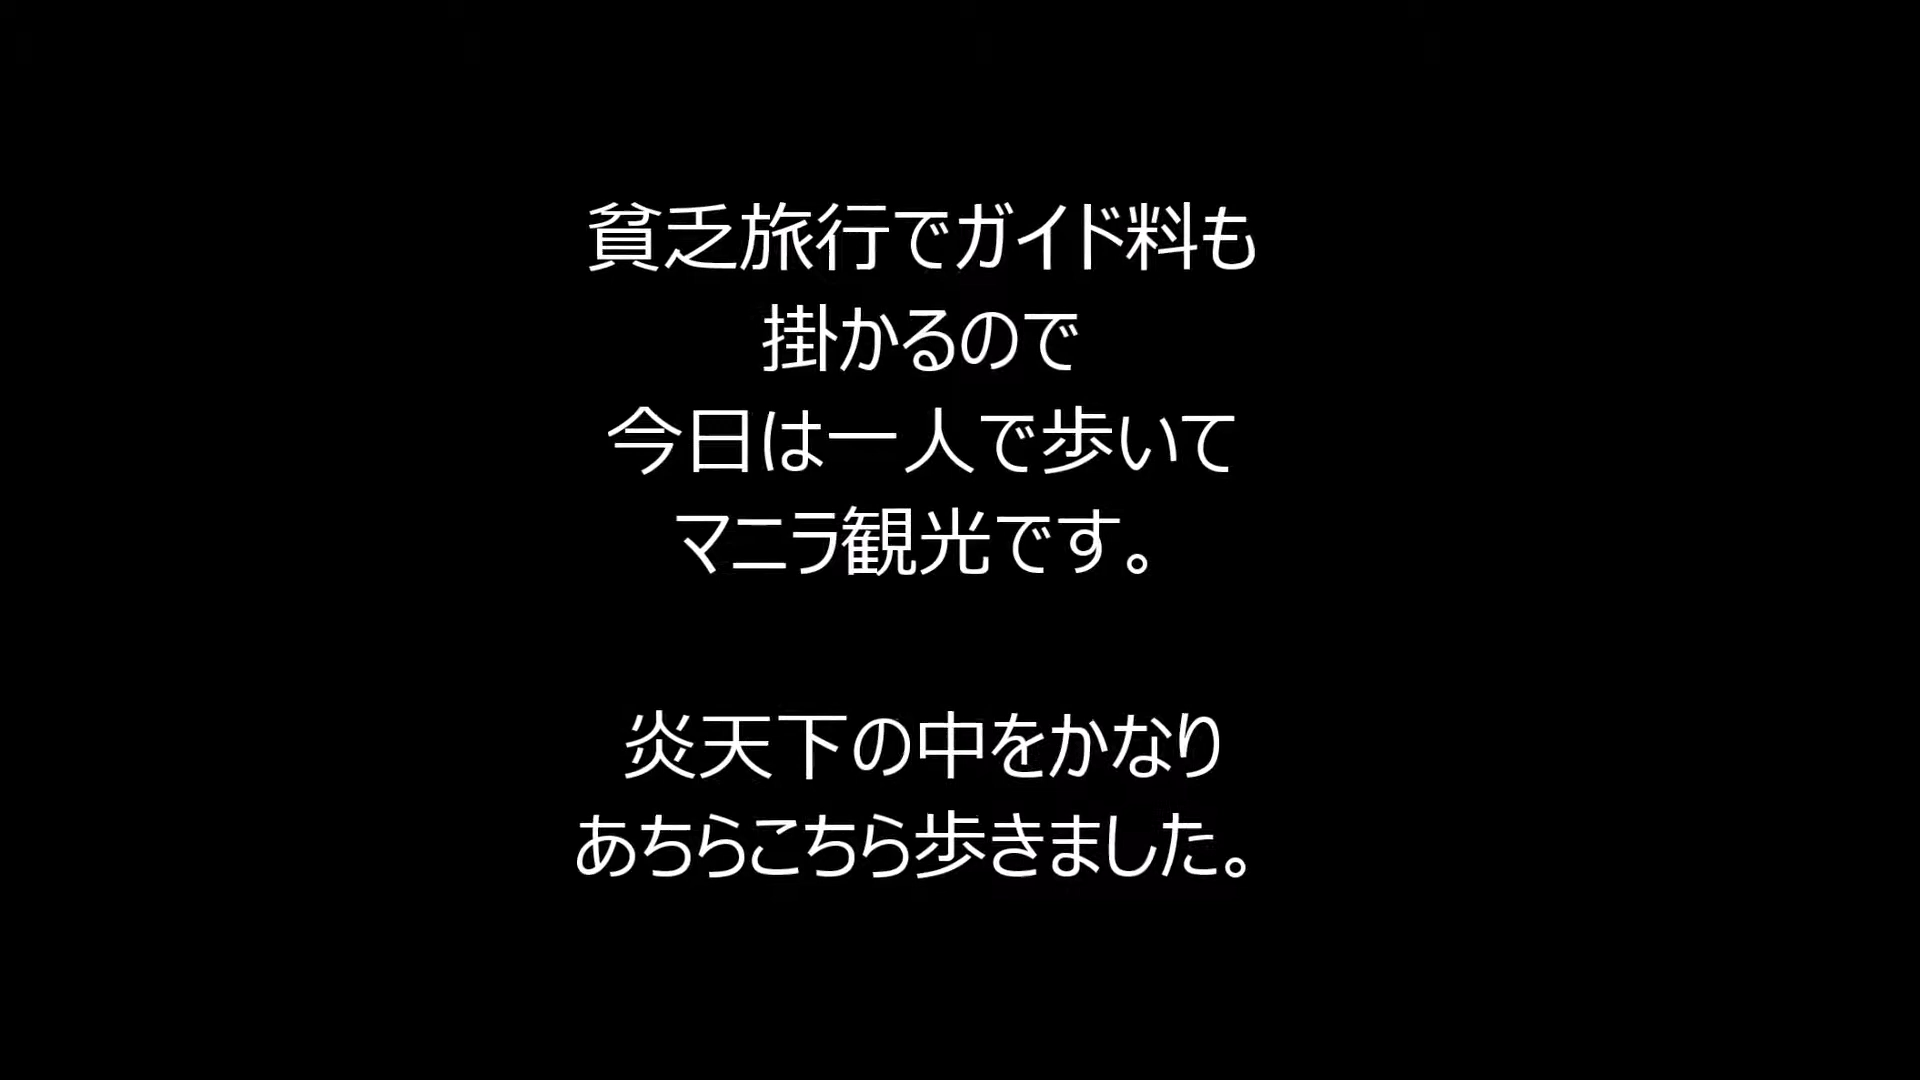 貧乏旅行でガイド料も
掛かるので
今日は一人で歩いて
マニラ観光です。
炎天下の中をかなり
あちらこちら歩きました。